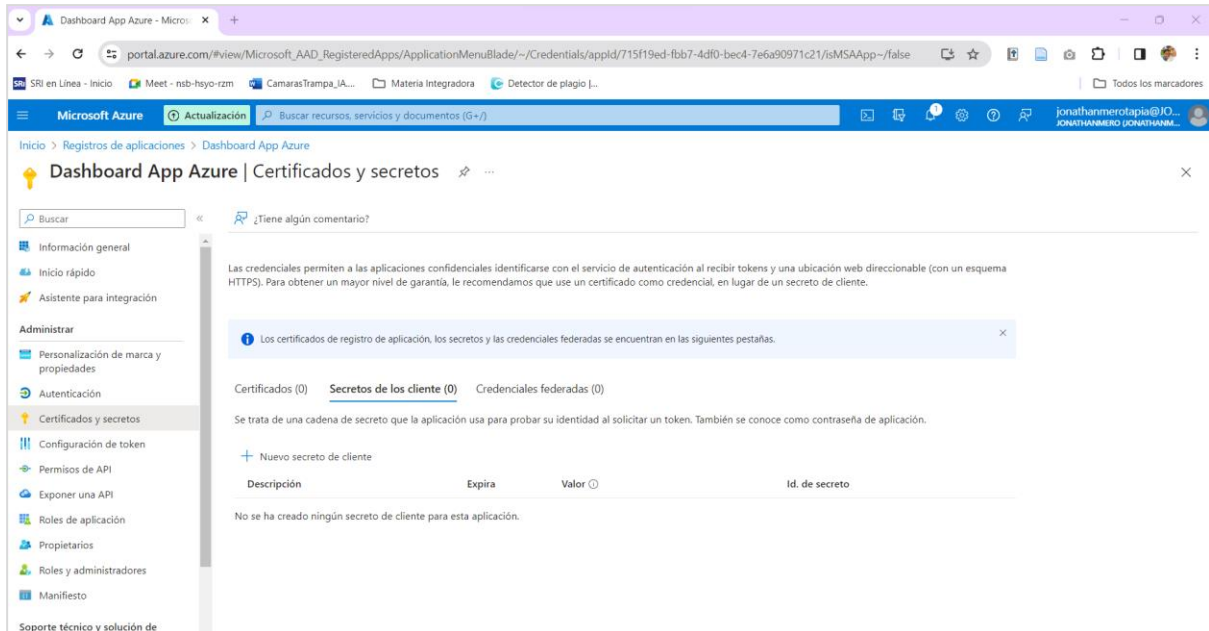 Dashboard App Azure - Micros
portal.azure.com/#view/Microsoft_AAD_RegisteredApps/ApplicationMenuBlade/~/Credentials/appId/715f19ed-fbb7-4df0-bec4-7e6a90971c21/isMSAApp~/false
SRI en Línea - Inicio
Meet - nsb-hsyo-rzm
CamarasTrampa_IA....
Materia Integradora
Detector de plagio |...
Todos los marcadores
Microsoft Azure
Actualización
Buscar recursos, servicios y documentos (G+/)
1
jonathanmerotapia@JO...
JONATHANMERO (JONATHANM...
Inicio > Registros de aplicaciones > Dashboard App Azure
Dashboard App Azure | Certificados y secretos
Buscar
¿Tiene algún comentario?
Información general
Inicio rápido
Asistente para integración
Administrar
Personalización de marca y
propiedades
Autenticación
Certificados y secretos
Configuración de token
Permisos de API
Exponer una API
Roles de aplicación
Propietarios
Roles y administradores
Manifiesto
Soporte técnico y solución de
Las credenciales permiten a las aplicaciones confidenciales identificarse con el servicio de autenticación al recibir tokens y una ubicación web direccionable (con un esquema
HTTPS). Para obtener un mayor nivel de garantía, le recomendamos que use un certificado como credencial, en lugar de un secreto de cliente.
Los certificados de registro de aplicación, los secretos y las credenciales federadas se encuentran en las siguientes pestañas.
Certificados (0)
Secretos de los cliente (0)
Credenciales federadas (0)
Se trata de una cadena de secreto que la aplicación usa para probar su identidad al solicitar un token. También se conoce como contraseña de aplicación.
Nuevo secreto de cliente
Descripción
Expira
Valor
Id. de secreto
No se ha creado ningún secreto de cliente para esta aplicación.